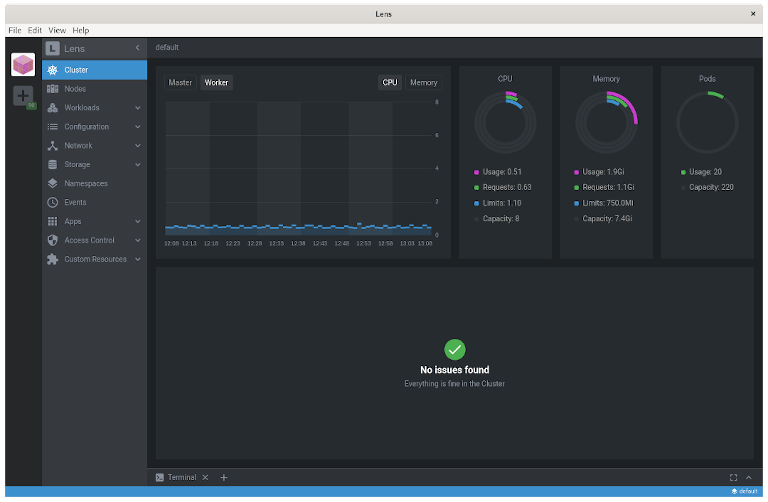 Lens
File Edit View Help
L Lens
default
Cluster
Nodes
Workloads
Configuration
Network
Storage
Namespaces
Events
Apps
Access Control
Custom Resources
Master Worker CPU Memory
8
6
4
2
0
12:08 12:13 12:18 12:23 12:28 12:33 12:38 12:43 12:48 12:53 12:58 13:03 13:08
CPU
Usage: 0.51
Requests: 0.63
Limits: 1.10
Capacity: 8
Memory
Usage: 1.9Gi
Requests: 1.1Gi
Limits: 750.0Mi
Capacity: 7.4Gi
Pods
Usage: 20
Capacity: 220
No issues found
Everything is fine in the Cluster
Terminal
default